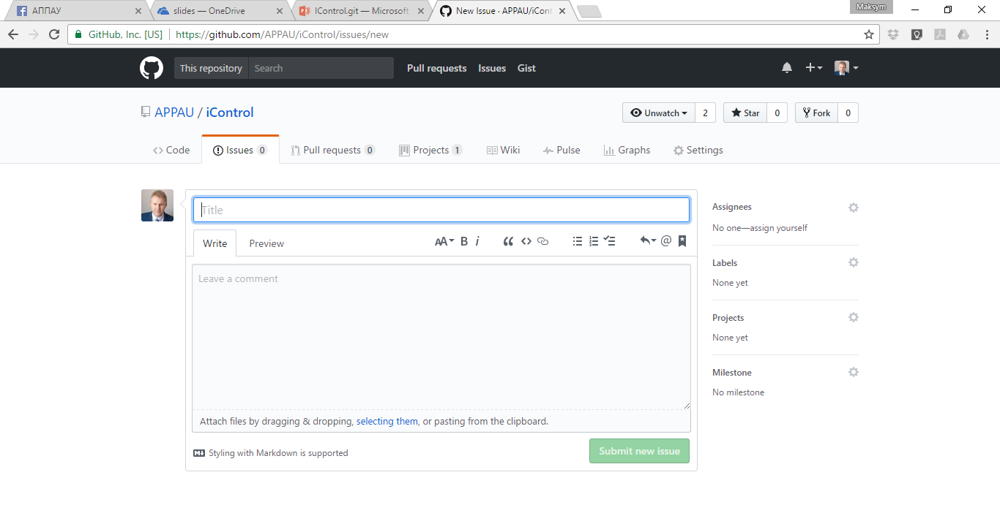 АППАУ
slides — OneDrive
IControl.git — Microsoft
New Issue · APPAU/iCont
Maksym
GitHub, Inc. [US] https://github.com/APPAU/iControl/issues/new
This repository Search Pull requests Issues Gist
APPAU / iControl
Unwatch 2 Star 0 Fork 0
Code Issues 0 Pull requests 0 Projects 1 Wiki Pulse Graphs Settings
Title
Write Preview AA B i @
Leave a comment
Attach files by dragging & dropping, selecting them, or pasting from the clipboard.
Styling with Markdown is supported
Submit new issue
Assignees
No one—assign yourself
Labels
None yet
Projects
None yet
Milestone
No milestone